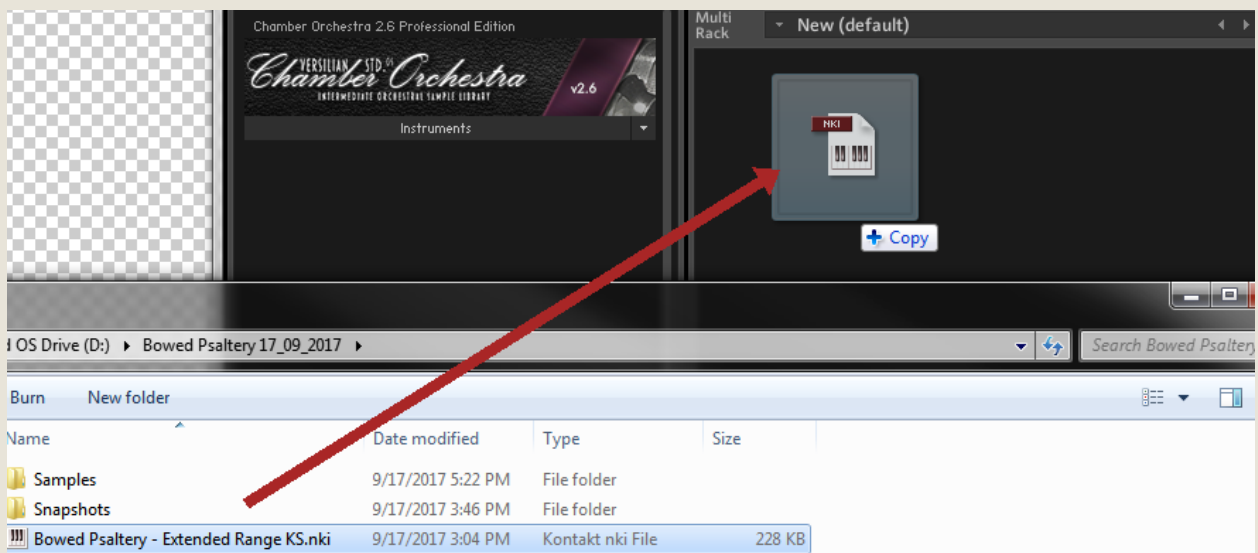 Chamber Orchestra 2.6 Professional Edition
VERSILIAN STD.
Chamber Orchestra
INTERMEDIATE ORCHESTRAL SAMPLE LIBRARY
v2.6
Instruments
Multi
Rack
New (default)
NKI
Copy
OS Drive (D:) Bowed Psaltery 17_09_2017
Search Bowed Psaltery
Burn New folder
Name Date modified Type Size
Samples 9/17/2017 5:22 PM File folder
Snapshots 9/17/2017 3:46 PM File folder
Bowed Psaltery - Extended Range KS.nki 9/17/2017 3:04 PM Kontakt nki File 228 KB